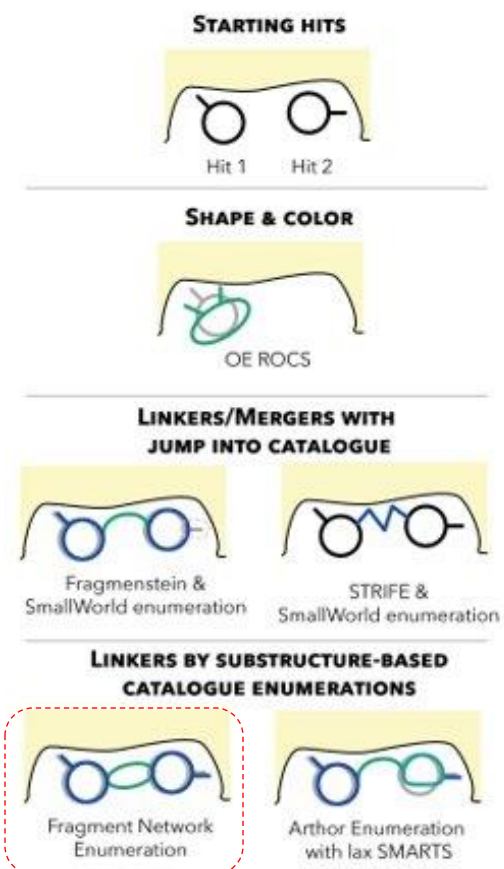 STARTING HITS
Hit 1 Hit 2
SHAPE & COLOR
OE ROCS
LINKERS/MERGERS WITH
JUMP INTO CATALOGUE
Fragmenstein &
SmallWorld enumeration
STRIFE &
SmallWorld enumeration
LINKERS BY SUBSTRUCTURE-BASED
CATALOGUE ENUMERATIONS
Fragment Network
Enumeration
Arthor Enumeration
with lax SMARTS